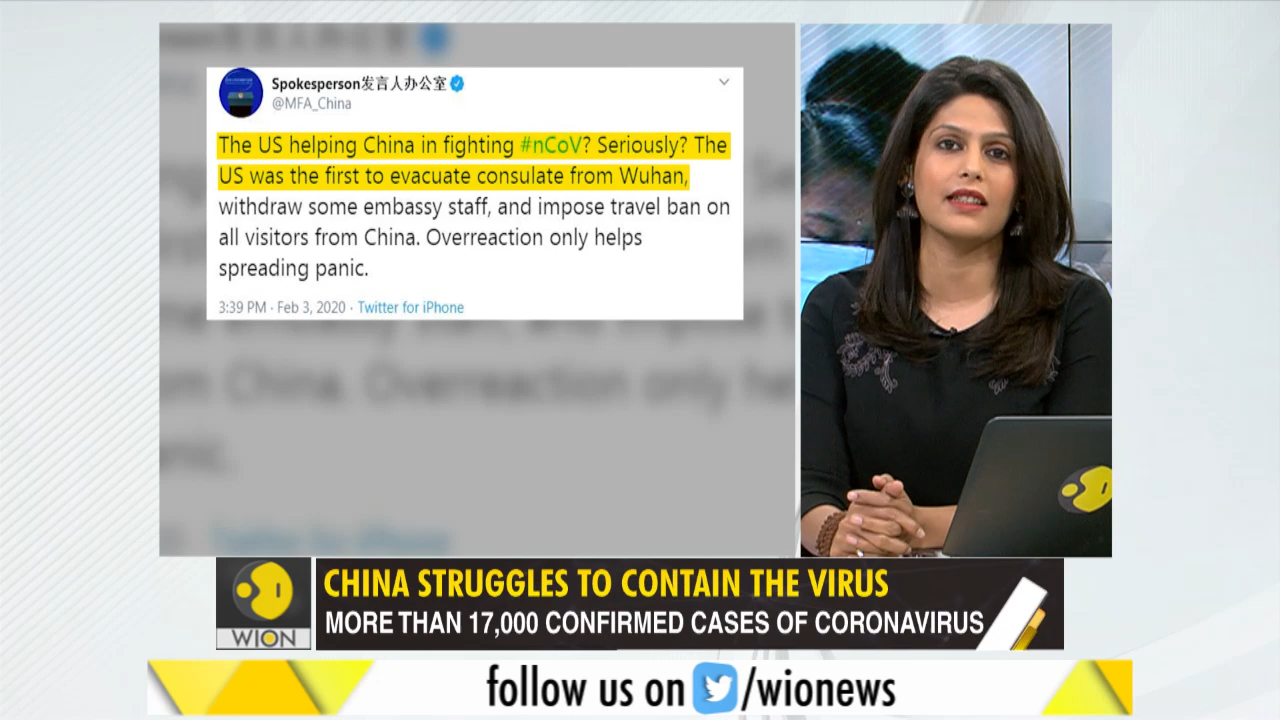 Spokesperson发言人办公室
@MFA_China
The US helping China in fighting #nCoV? Seriously? The
US was the first to evacuate consulate from Wuhan,
withdraw some embassy staff, and impose travel ban on
all visitors from China. Overreaction only helps
spreading panic.
3:39 PM · Feb 3, 2020 · Twitter for iPhone
CHINA STRUGGLES TO CONTAIN THE VIRUS
MORE THAN 17,000 CONFIRMED CASES OF CORONAVIRUS
WION
follow us on /wionews